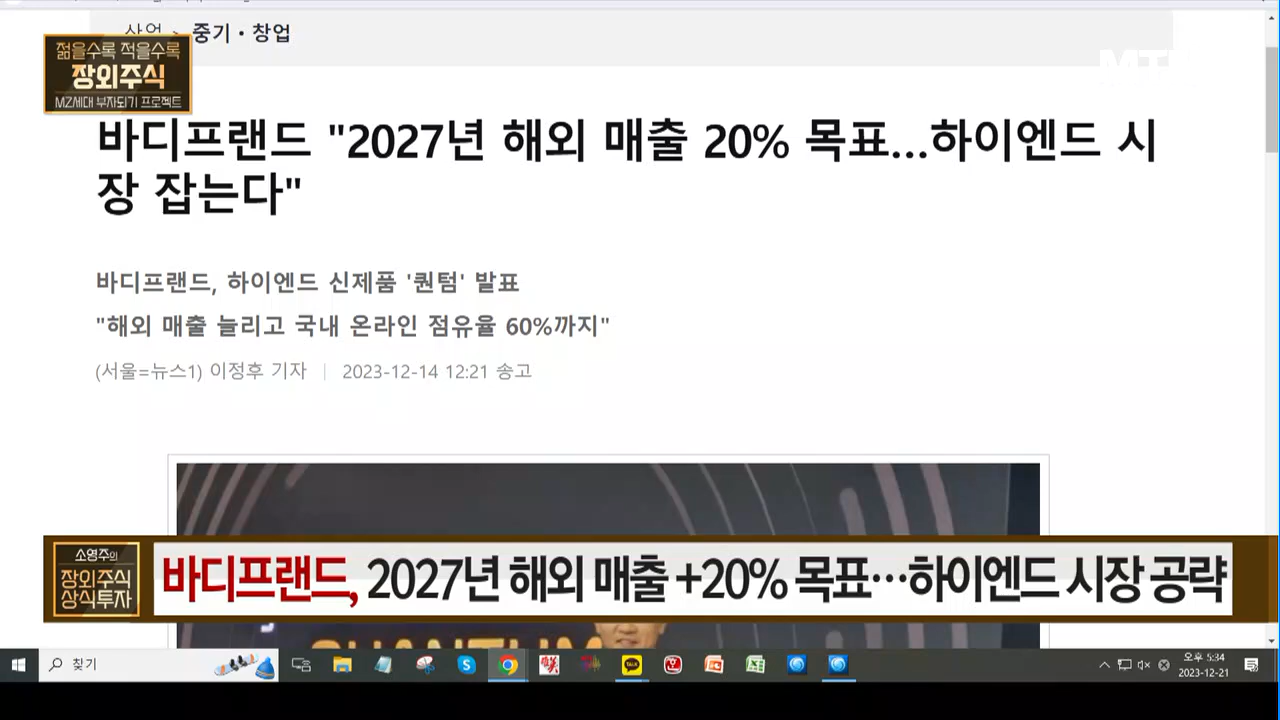 산업 > 중기·창업
젊을수록 적을수록
장외주식
MZ세대 부자되기 프로젝트
바디프랜드 "2027년 해외 매출 20% 목표...하이엔드 시
장 잡는다"
바디프랜드, 하이엔드 신제품 '퀀텀' 발표
"해외 매출 늘리고 국내 온라인 점유율 60%까지"
(서울=뉴스1) 이정후 기자 | 2023-12-14 12:21 송고
소영주의
장외주식
상식투자
바디프랜드, 2027년 해외 매출 +20% 목표…하이엔드 시장 공략
QUANTUM
찾기
TALK
오후 5:34
2023-12-21